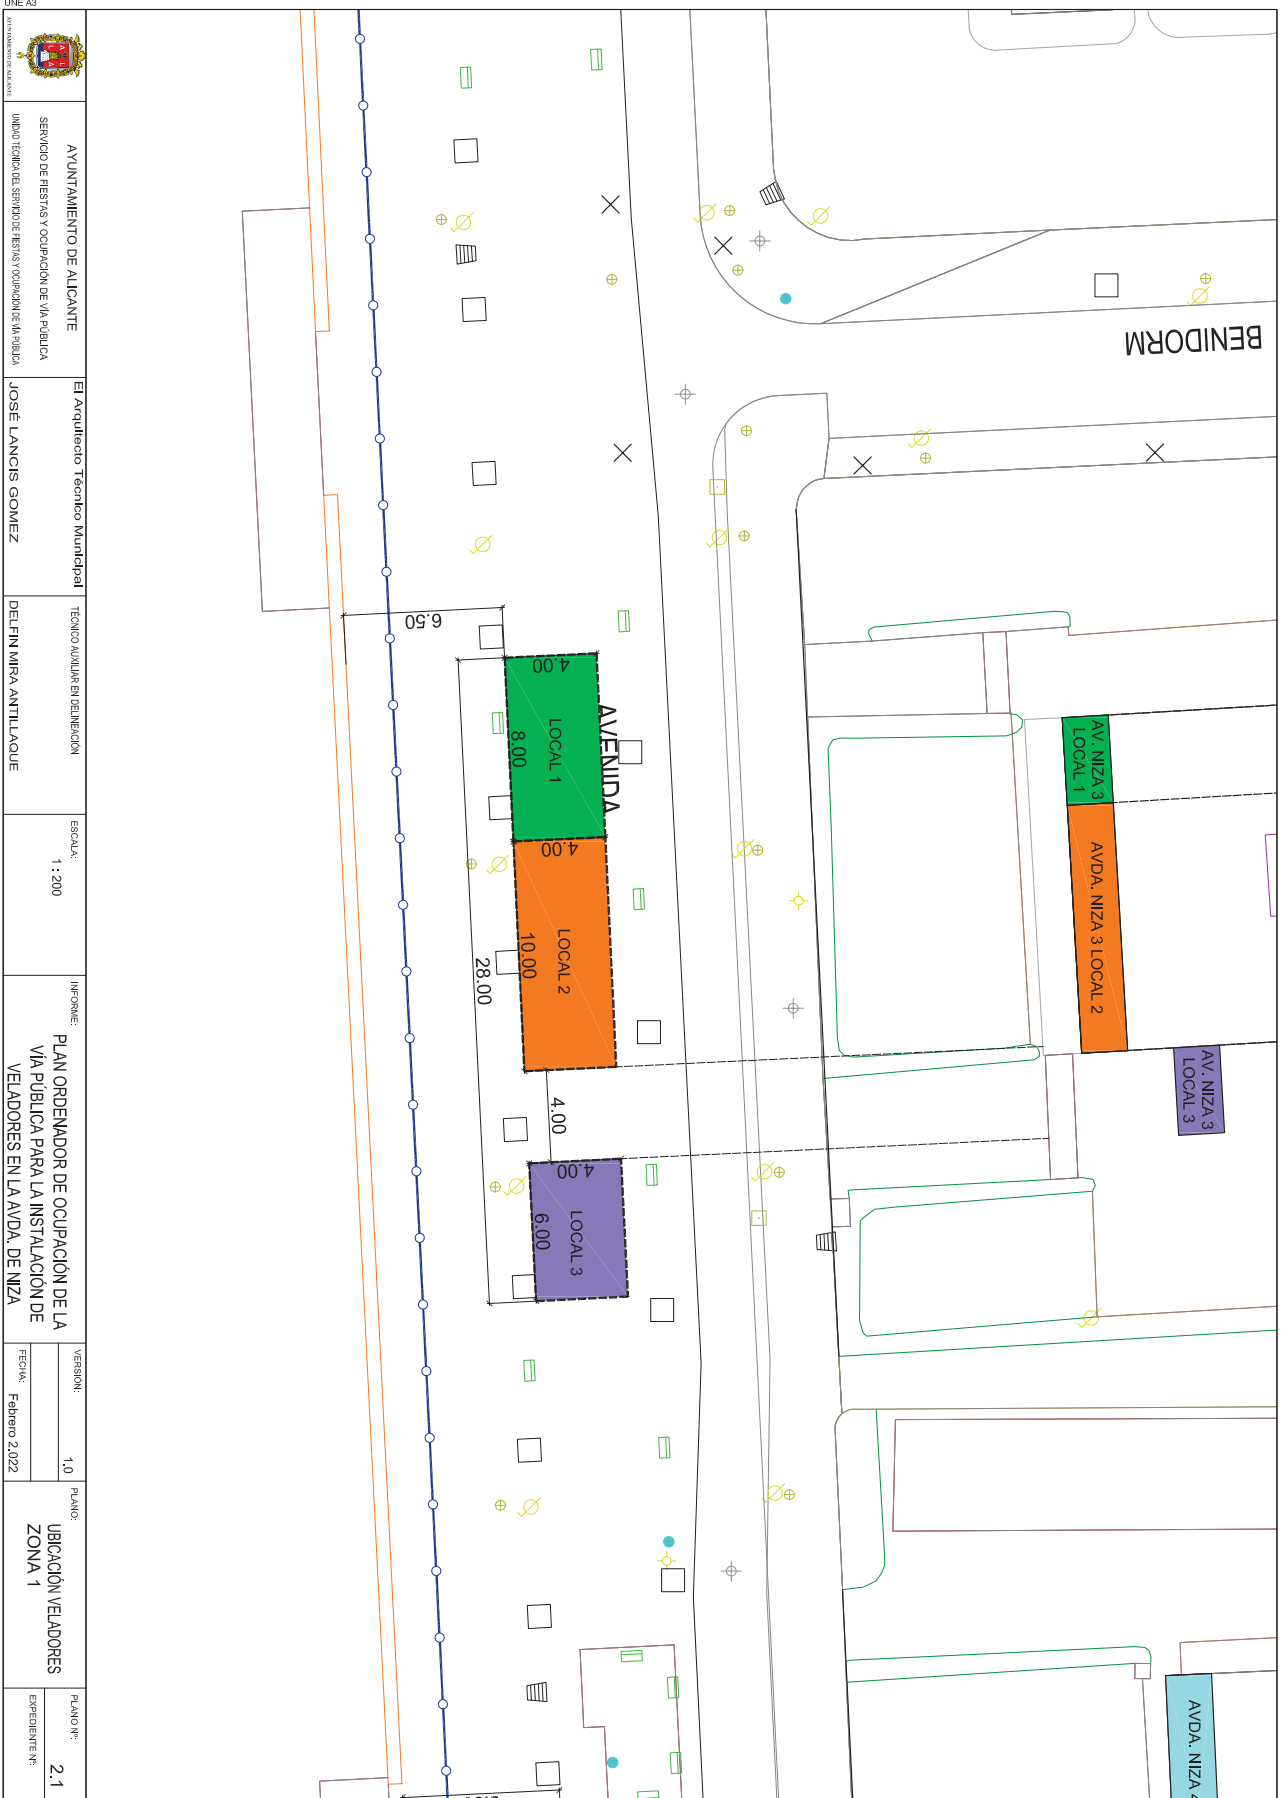 UNE A3
AYUNTAMIENTO DE ALICANTE
AYUNTAMIENTO DE ALICANTE
SERVICIO DE FIESTAS Y OCUPACIÓN DE VÍA PÚBLICA
UNIDAD TÉCNICA DEL SERVICIO DE FIESTAS Y OCUPACIÓN DE VÍA PÚBLICA
El Arquitecto Técnico Municipal
JOSÉ LANCIS GOMEZ
TÉCNICO AUXILIAR EN DELINEACIÓN
DELFIN MIRA ANTILLAQUE
ESCALA:
1 : 200
INFORME:
PLAN ORDENADOR DE OCUPACIÓN DE LA
VÍA PÚBLICA PARA LA INSTALACIÓN DE
VELADORES EN LA AVDA. DE NIZA
VERSIÓN:
1.0
FECHA:
Febrero 2.022
PLANO:
UBICACIÓN VELADORES
ZONA 1
PLANO Nº:
2.1
EXPEDIENTE Nº:
BENIDORM
AVENIDA
6.50
4.00
LOCAL 1
8.00
4.00
LOCAL 2
10.00
28.00
4.00
4.00
LOCAL 3
6.00
AV. NIZA 3
LOCAL 1
AVDA. NIZA 3 LOCAL 2
AV. NIZA 3
LOCAL 3
AVDA. NIZA